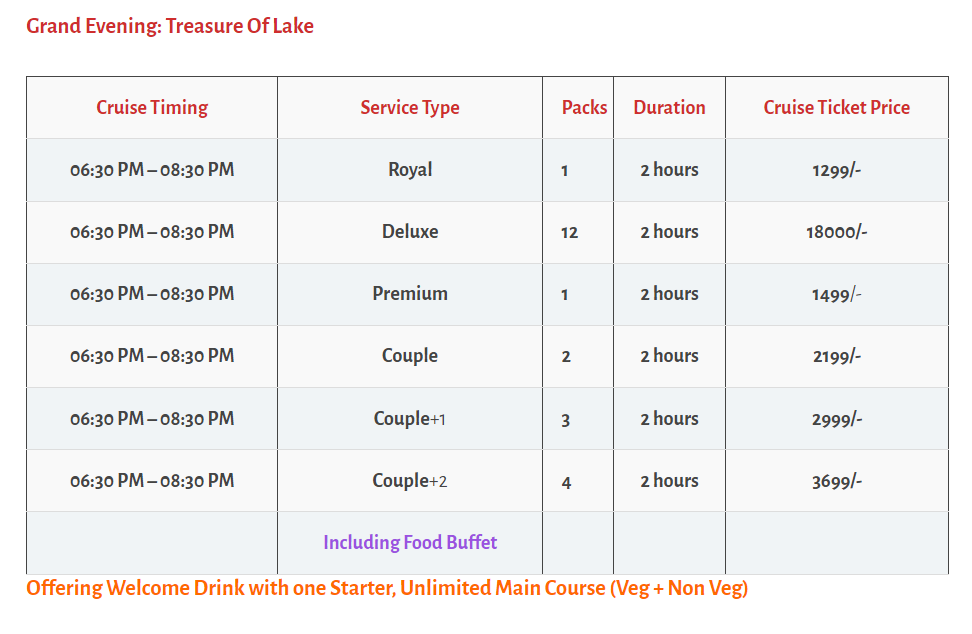 Grand Evening: Treasure Of Lake
Cruise Timing Service Type Packs Duration Cruise Ticket Price
06:30 PM – 08:30 PM Royal 1 2 hours 1299/-
06:30 PM – 08:30 PM Deluxe 12 2 hours 18000/-
06:30 PM – 08:30 PM Premium 1 2 hours 1499/-
06:30 PM – 08:30 PM Couple 2 2 hours 2199/-
06:30 PM – 08:30 PM Couple+1 3 2 hours 2999/-
06:30 PM – 08:30 PM Couple+2 4 2 hours 3699/-
Including Food Buffet
Offering Welcome Drink with one Starter, Unlimited Main Course (Veg + Non Veg)